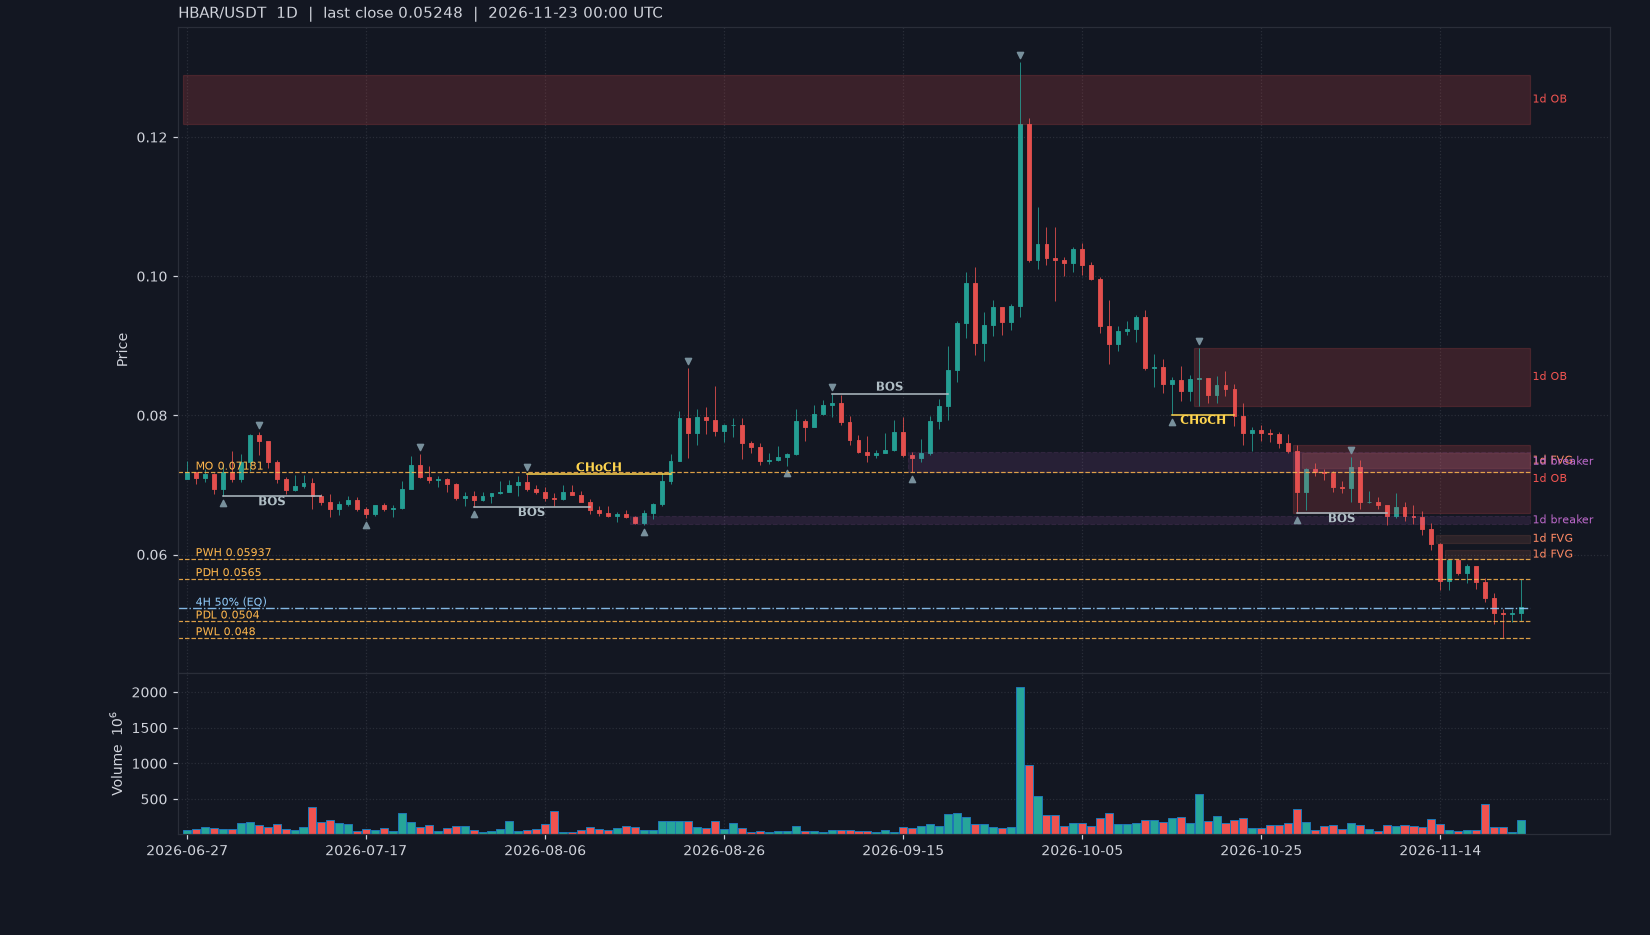 HBAR/USDT 1D | last close 0.05248 | 2026-11-23 00:00 UTC
1d OB
0.12
Price
0.10
1d OB
BOS
0.08
CHoCH
1d FVG
1d breaker
MO 0.07181
CHoCH
1d OB
BOS
BOS
BOS
1d breaker
1d FVG
PWH 0.05937
0.06
1d FVG
PDH 0.0565
4H 50% (EQ)
PDL 0.0504
PWL 0.048
2000
1500
Volume 10⁶
1000
500
2026-06-27
2026-07-17
2026-08-06
2026-08-26
2026-09-15
2026-10-05
2026-10-25
2026-11-14